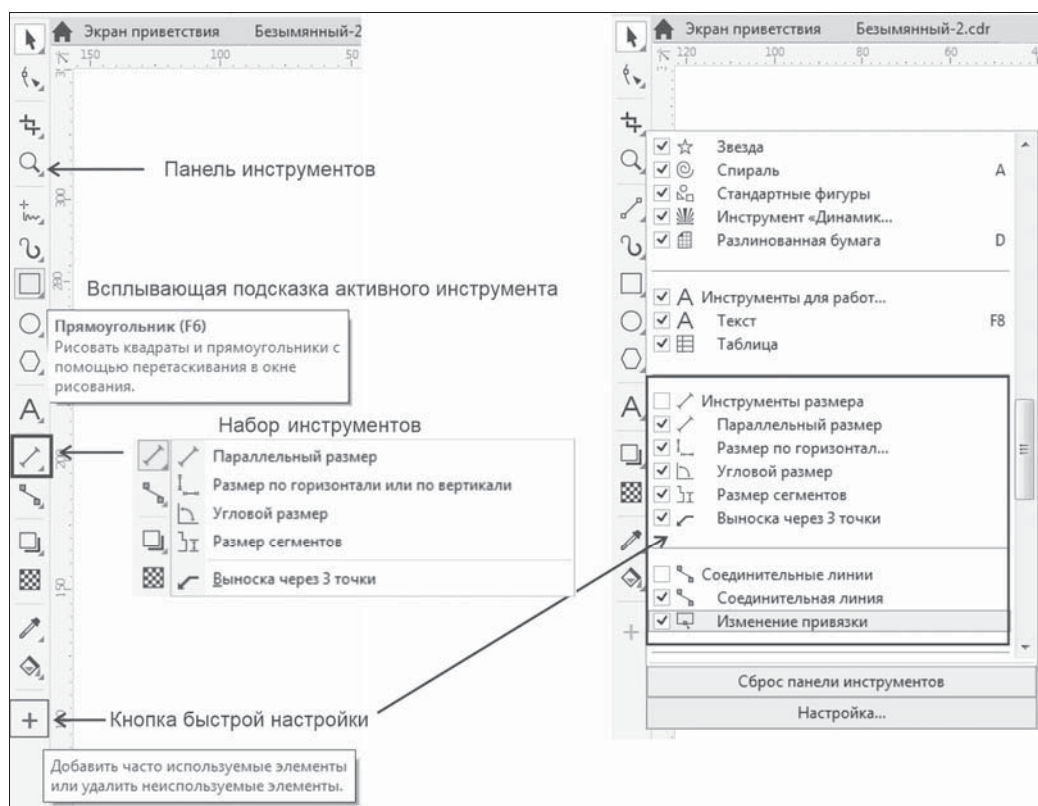 Экран приветствия Безымянный-2
150 100 50
Панель инструментов
300
Всплывающая подсказка активного инструмента
Прямоугольник (F6)
Рисовать квадраты и прямоугольники с
помощью перетаскивания в окне
рисования.
Набор инструментов
Параллельный размер
Размер по горизонтали или по вертикали
Угловой размер
Размер сегментов
Выноска через 3 точки
150
Кнопка быстрой настройки
Добавить часто используемые элементы
или удалить неиспользуемые элементы.
Экран приветствия Безымянный-2.cdr
120 100 80 60 4
Звезда
Спираль A
Стандартные фигуры
Инструмент «Динамик...
Разлинованная бумага D
Инструменты для работ...
Текст F8
Таблица
Инструменты размера
Параллельный размер
Размер по горизонтал...
Угловой размер
Размер сегментов
Выноска через 3 точки
Соединительные линии
Соединительная линия
Изменение привязки
Сброс панели инструментов
Настройка...